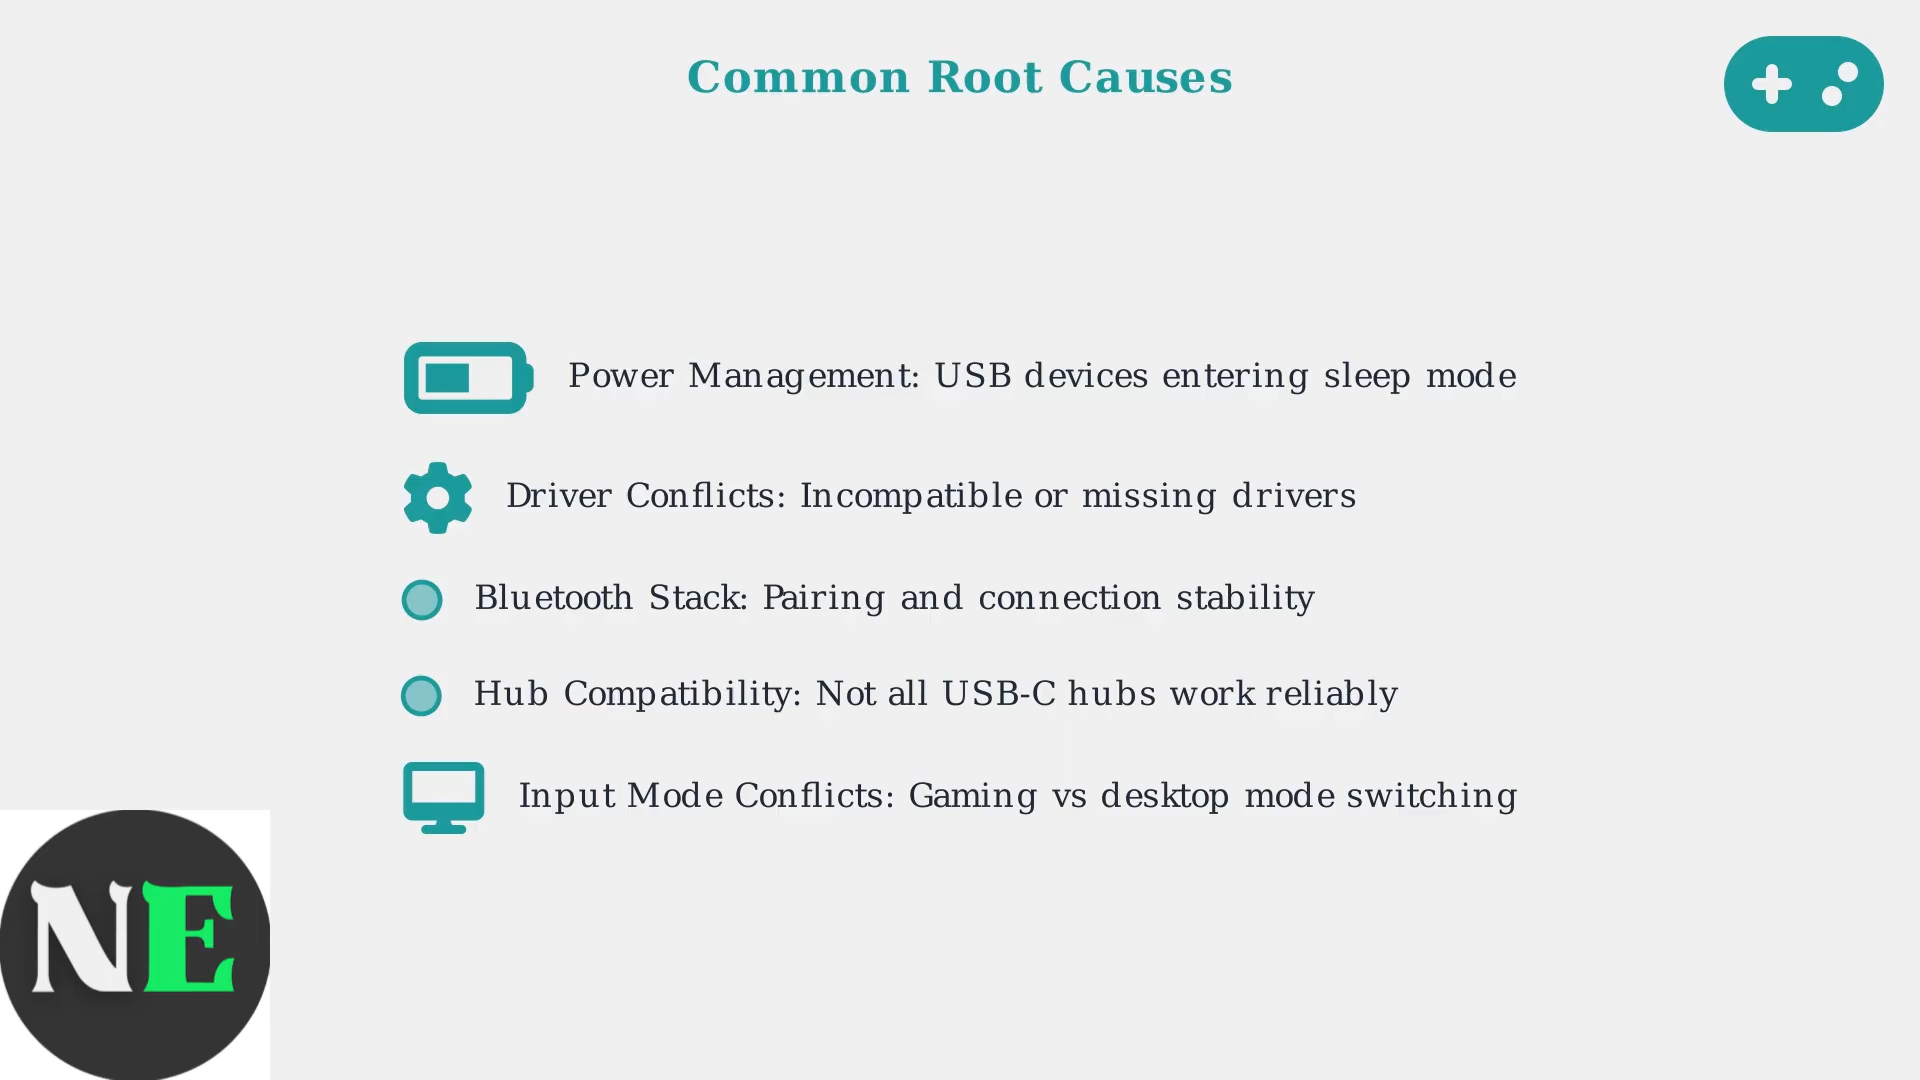 Common Root Causes
Power Management: USB devices entering sleep mode
Driver Conflicts: Incompatible or missing drivers
Bluetooth Stack: Pairing and connection stability
Hub Compatibility: Not all USB-C hubs work reliably
Input Mode Conflicts: Gaming vs desktop mode switching
NE